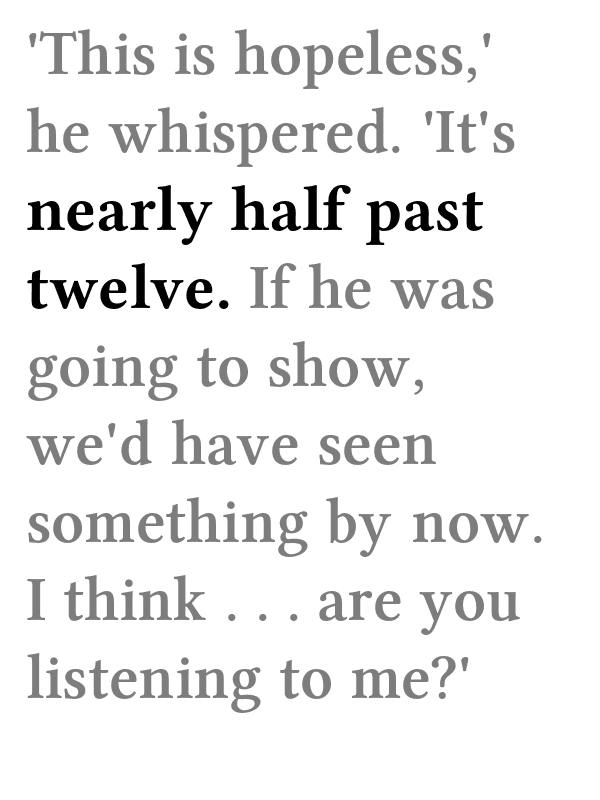 'This is hopeless,'
he whispered. 'It's
nearly half past
twelve. If he was
going to show,
we'd have seen
something by now.
I think . . . are you
listening to me?'